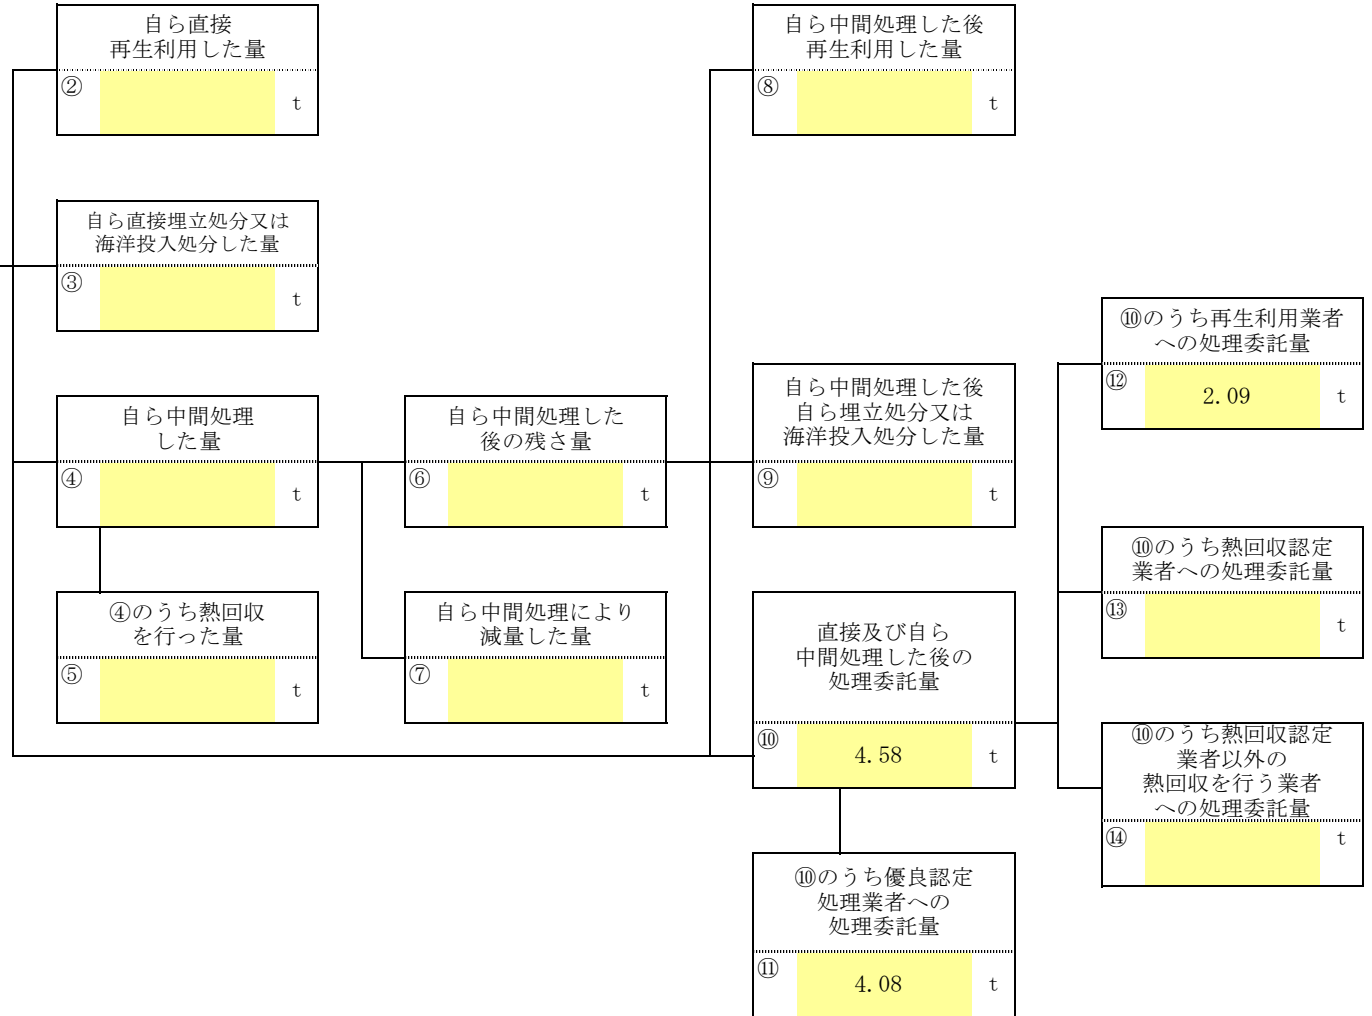 自ら直接
再生利用した量
② t
自ら中間処理した後
再生利用した量
⑧ t
自ら直接埋立処分又は
海洋投入処分した量
③ t
⑩のうち再生利用業者
への処理委託量
⑫ 2.09 t
自ら中間処理
した量
④ t
自ら中間処理した
後の残さ量
⑥ t
自ら中間処理した後
自ら埋立処分又は
海洋投入処分した量
⑨ t
⑩のうち熱回収認定
業者への処理委託量
⑬ t
④のうち熱回収
を行った量
⑤ t
自ら中間処理により
減量した量
⑦ t
直接及び自ら
中間処理した後の
処理委託量
⑩ 4.58 t
⑩のうち熱回収認定
業者以外の
熱回収を行う業者
への処理委託量
⑭ t
⑩のうち優良認定
処理業者への
処理委託量
⑪ 4.08 t